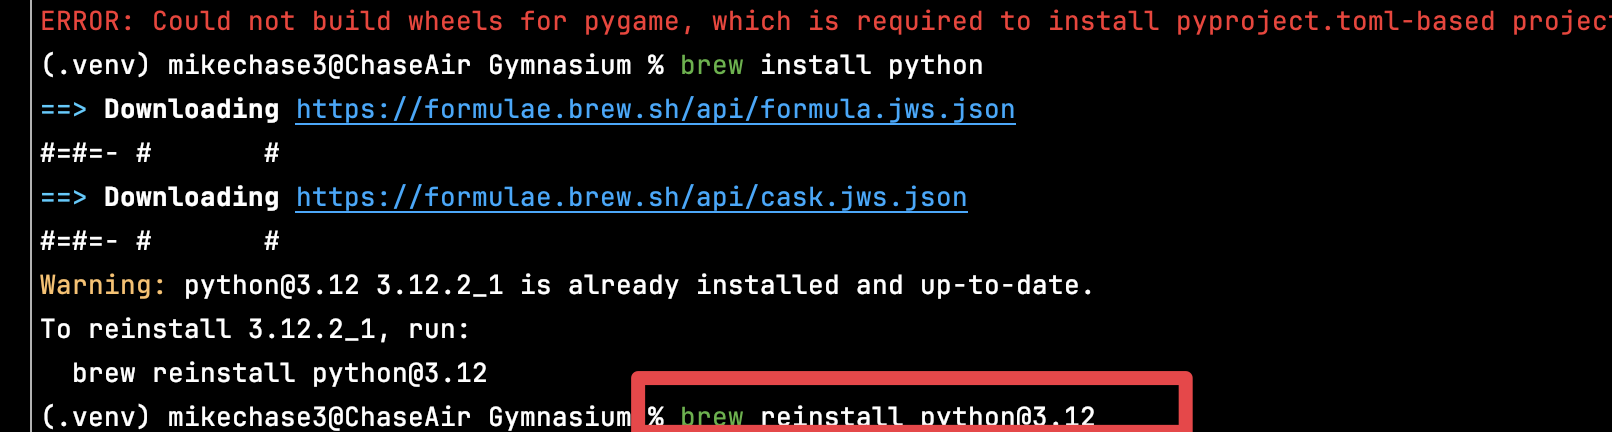 ERROR: Could not build wheels for pygame, which is required to install pyproject.toml-based projec
(.venv) mikechase3@ChaseAir Gymnasium % brew install python
==> Downloading https://formulae.brew.sh/api/formula.jws.json
#=#=- #       #
==> Downloading https://formulae.brew.sh/api/cask.jws.json
#=#=- #       #
Warning: python@3.12 3.12.2_1 is already installed and up-to-date.
To reinstall 3.12.2_1, run:
  brew reinstall python@3.12
(.venv) mikechase3@ChaseAir Gymnasium % brew reinstall python@3.12